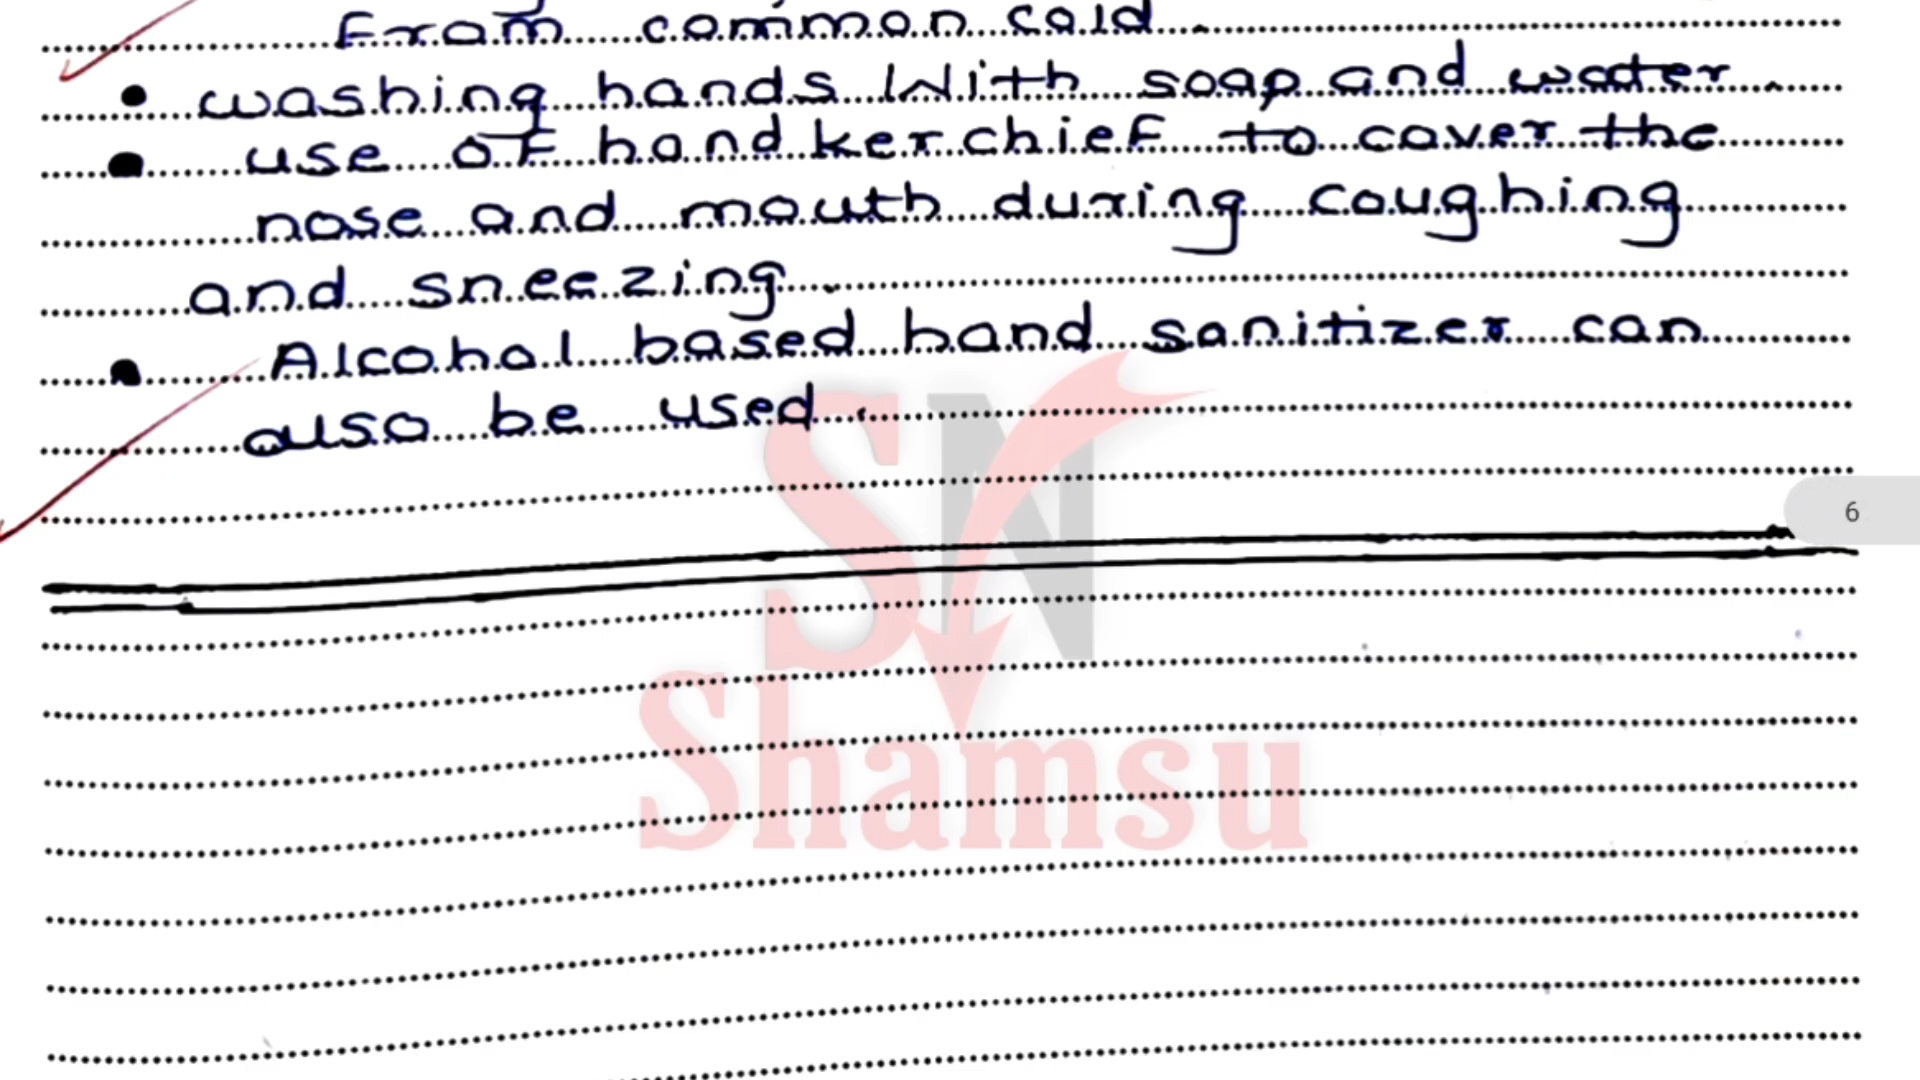 From common cold.
• washing hands With soap and water.
• use of handkerchief to cover the
nose and mouth during coughing
and sneezing.
• Alcohol based hand sanitizer can
also be used.
SN
Shamsu
6